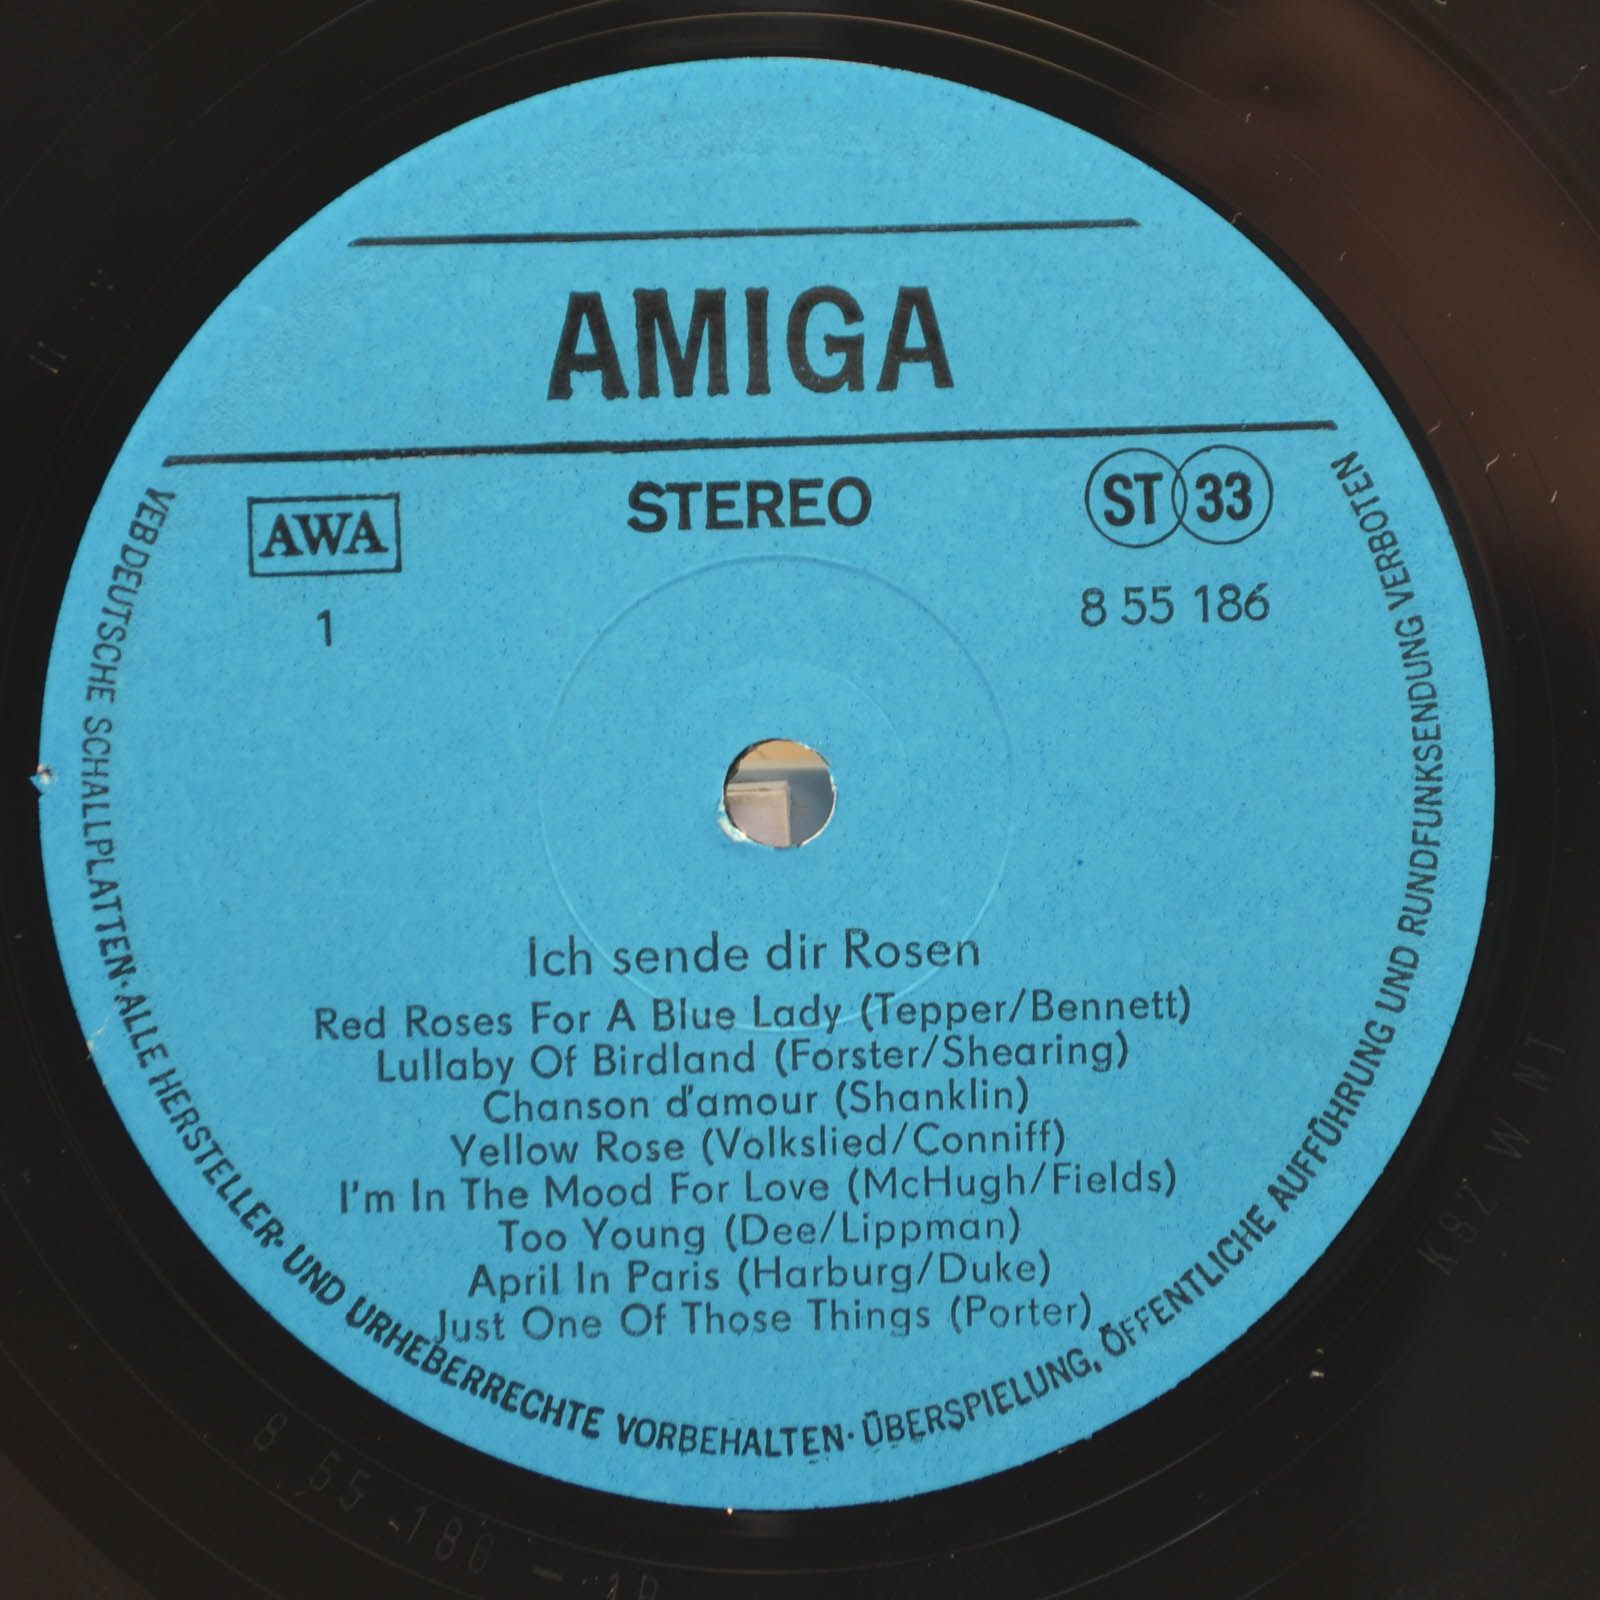 AMIGA
STEREO
AWA
1
ST 33
8 55 186
Ich sende dir Rosen
Red Roses For A Blue Lady (Tepper/Bennett)
Lullaby Of Birdland (Forster/Shearing)
Chanson d'amour (Shanklin)
Yellow Rose (Volkslied/Conniff)
I'm In The Mood For Love (McHugh/Fields)
Too Young (Dee/Lippman)
April In Paris (Harburg/Duke)
Just One Of Those Things (Porter)
VEB DEUTSCHE SCHALLPLATTEN · ALLE HERSTELLER- UND URHEBERRECHTE VORBEHALTEN · ÜBERSPIELUNG, ÖFFENTLICHE AUFFÜHRUNG UND RUNDFUNKSENDUNG VERBOTEN
8 55 186 -